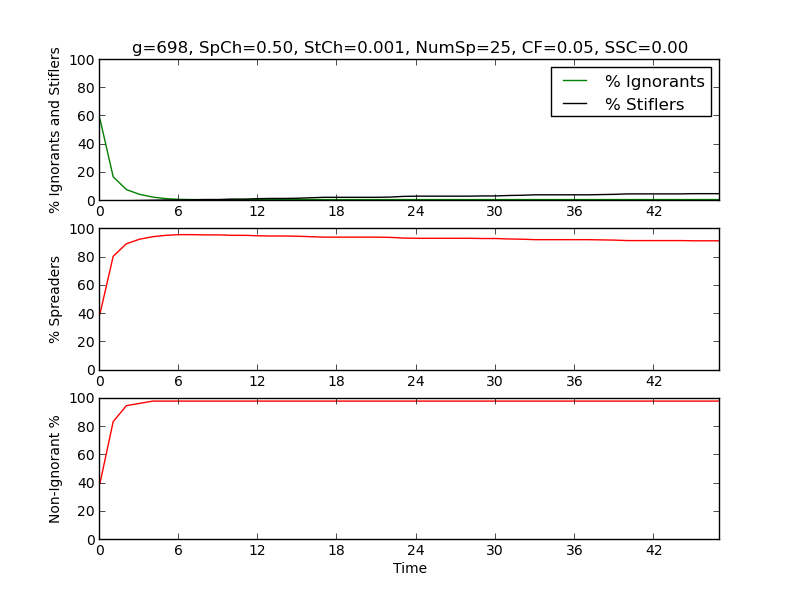 g=698, SpCh=0.50, StCh=0.001, NumSp=25, CF=0.05, SSC=0.00
% Ignorants and Stiflers
100
80
60
40
20
0
% Ignorants
% Stiflers
0 6 12 18 24 30 36 42
% Spreaders
100
80
60
40
20
0
0 6 12 18 24 30 36 42
Non-Ignorant %
100
80
60
40
20
0
0 6 12 18 24 30 36 42
Time